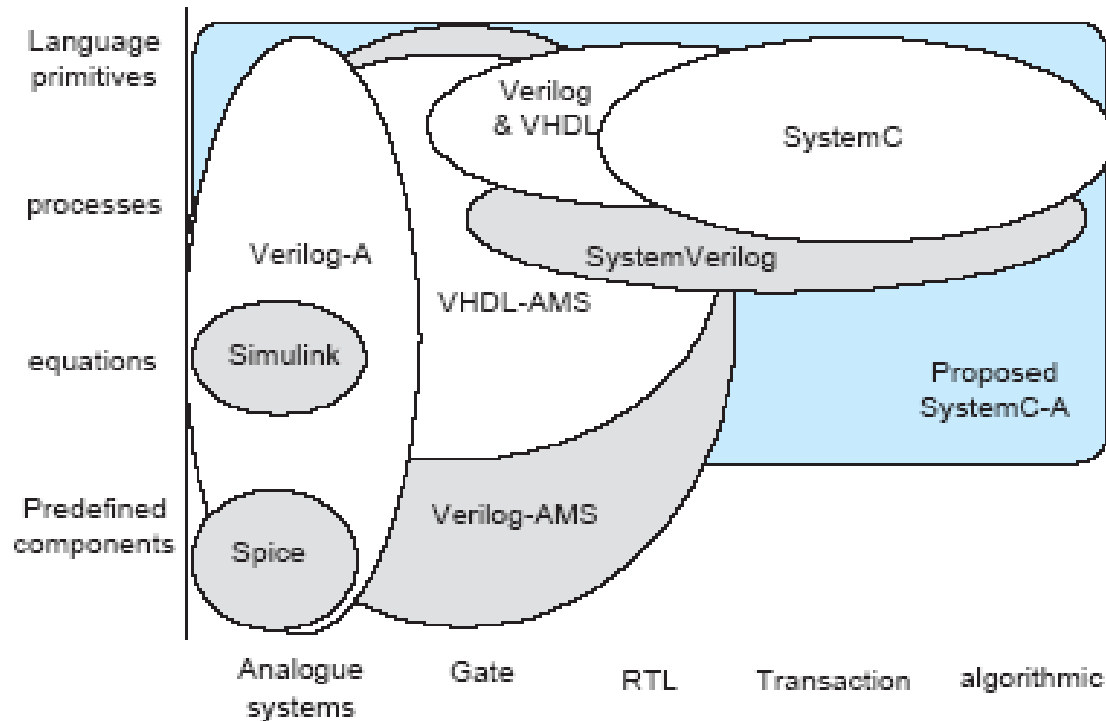 Language
primitives
Verilog
& VHDL
SystemC
processes
Verilog-A
SystemVerilog
VHDL-AMS
Simulink
equations
Proposed
SystemC-A
Predefined
components
Verilog-AMS
Spice
Analogue
systems
Gate
RTL
Transaction
algorithmic